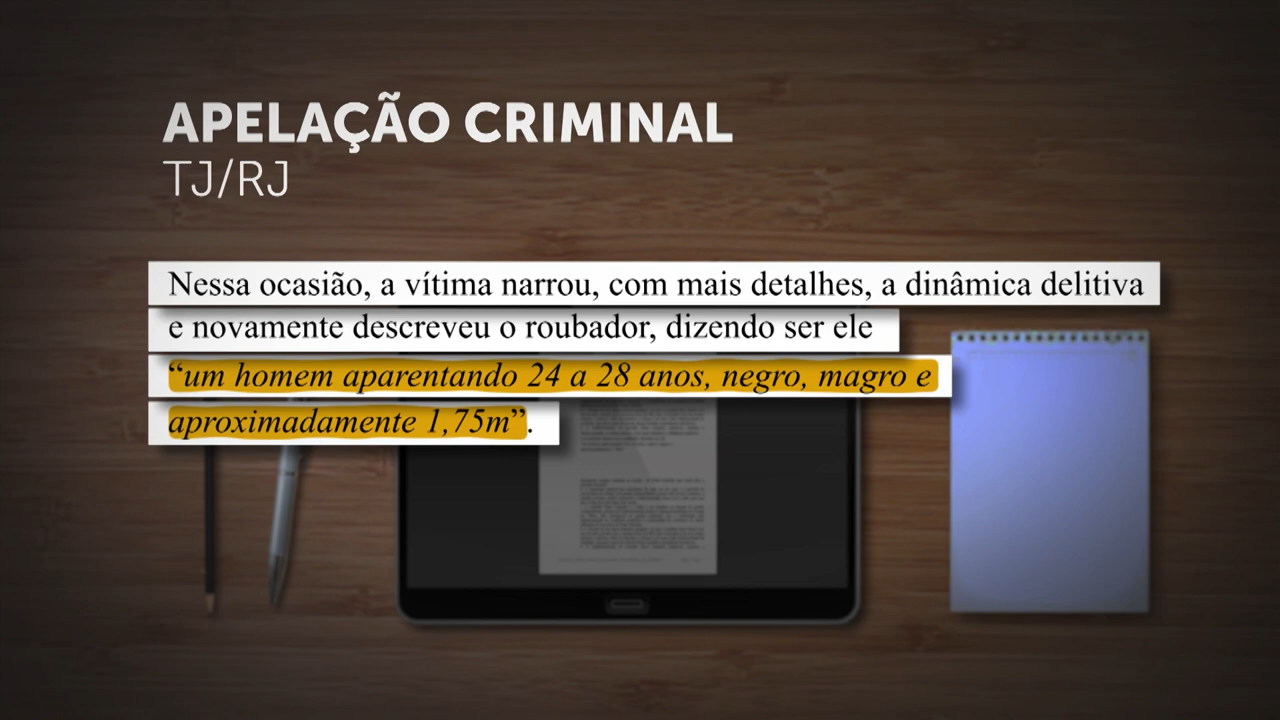 APELAÇÃO CRIMINAL
TJ/RJ
Nessa ocasião, a vítima narrou, com mais detalhes, a dinâmica delitiva
e novamente descreveu o roubador, dizendo ser ele
“um homem aparentando 24 a 28 anos, negro, magro e
aproximadamente 1,75m”.